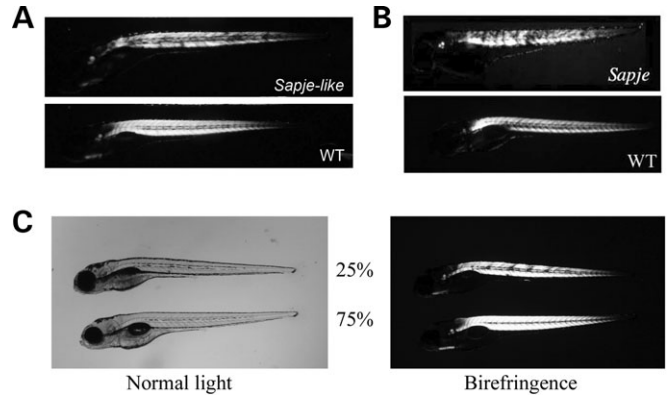 A
B
Sapje-like
Sapje
WT
WT
C
25%
75%
Normal light
Birefringence